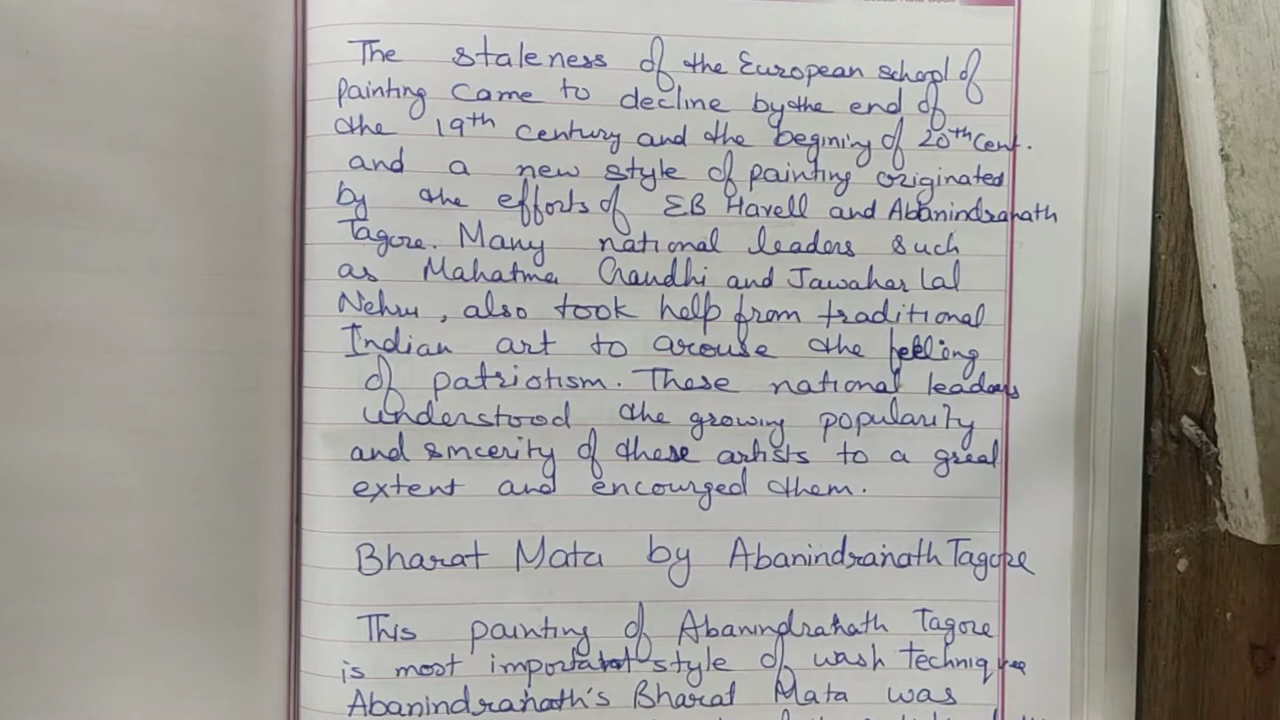 The staleness of the European school of
painting came to decline by the end of
the 19th century and the begining of 20th cent.
and a new style of painting originated
by the efforts of EB Havell and Abanindranath
Tagore. Many national leaders such
as Mahatma Gandhi and Jawahar Lal
Nehru, also took help from traditional
Indian art to arouse the feeling
of patriotism. These national leaders
understood the growing popularity
and sincerity of these artists to a great
extent and encourged them.
Bharat Mata by Abanindranath Tagore
This painting of Abanindranath Tagore
is most important style of wash technique
Abanindranath's Bharat Mata was